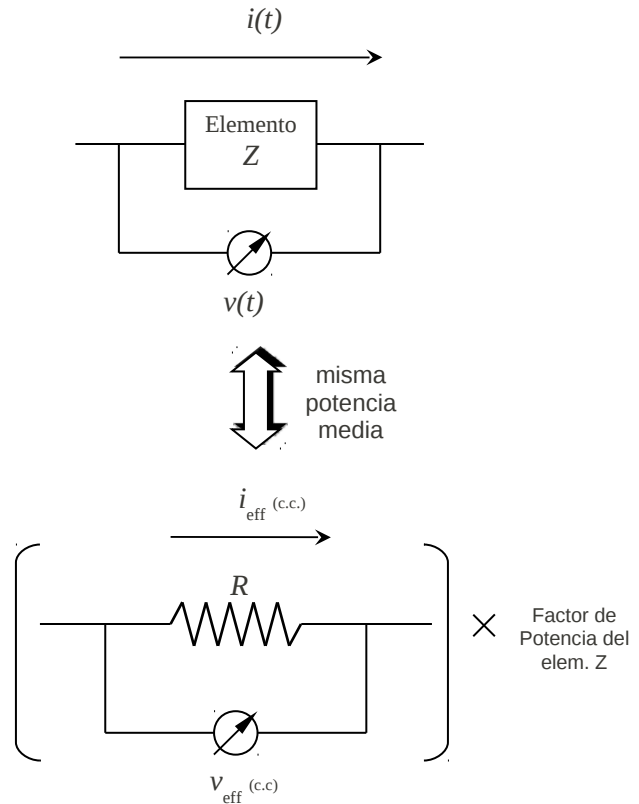 i(t)
Elemento
Z
v(t)
misma
potencia
media
i eff (c.c.)
R
Factor de
Potencia del
elem. Z
v eff (c.c)